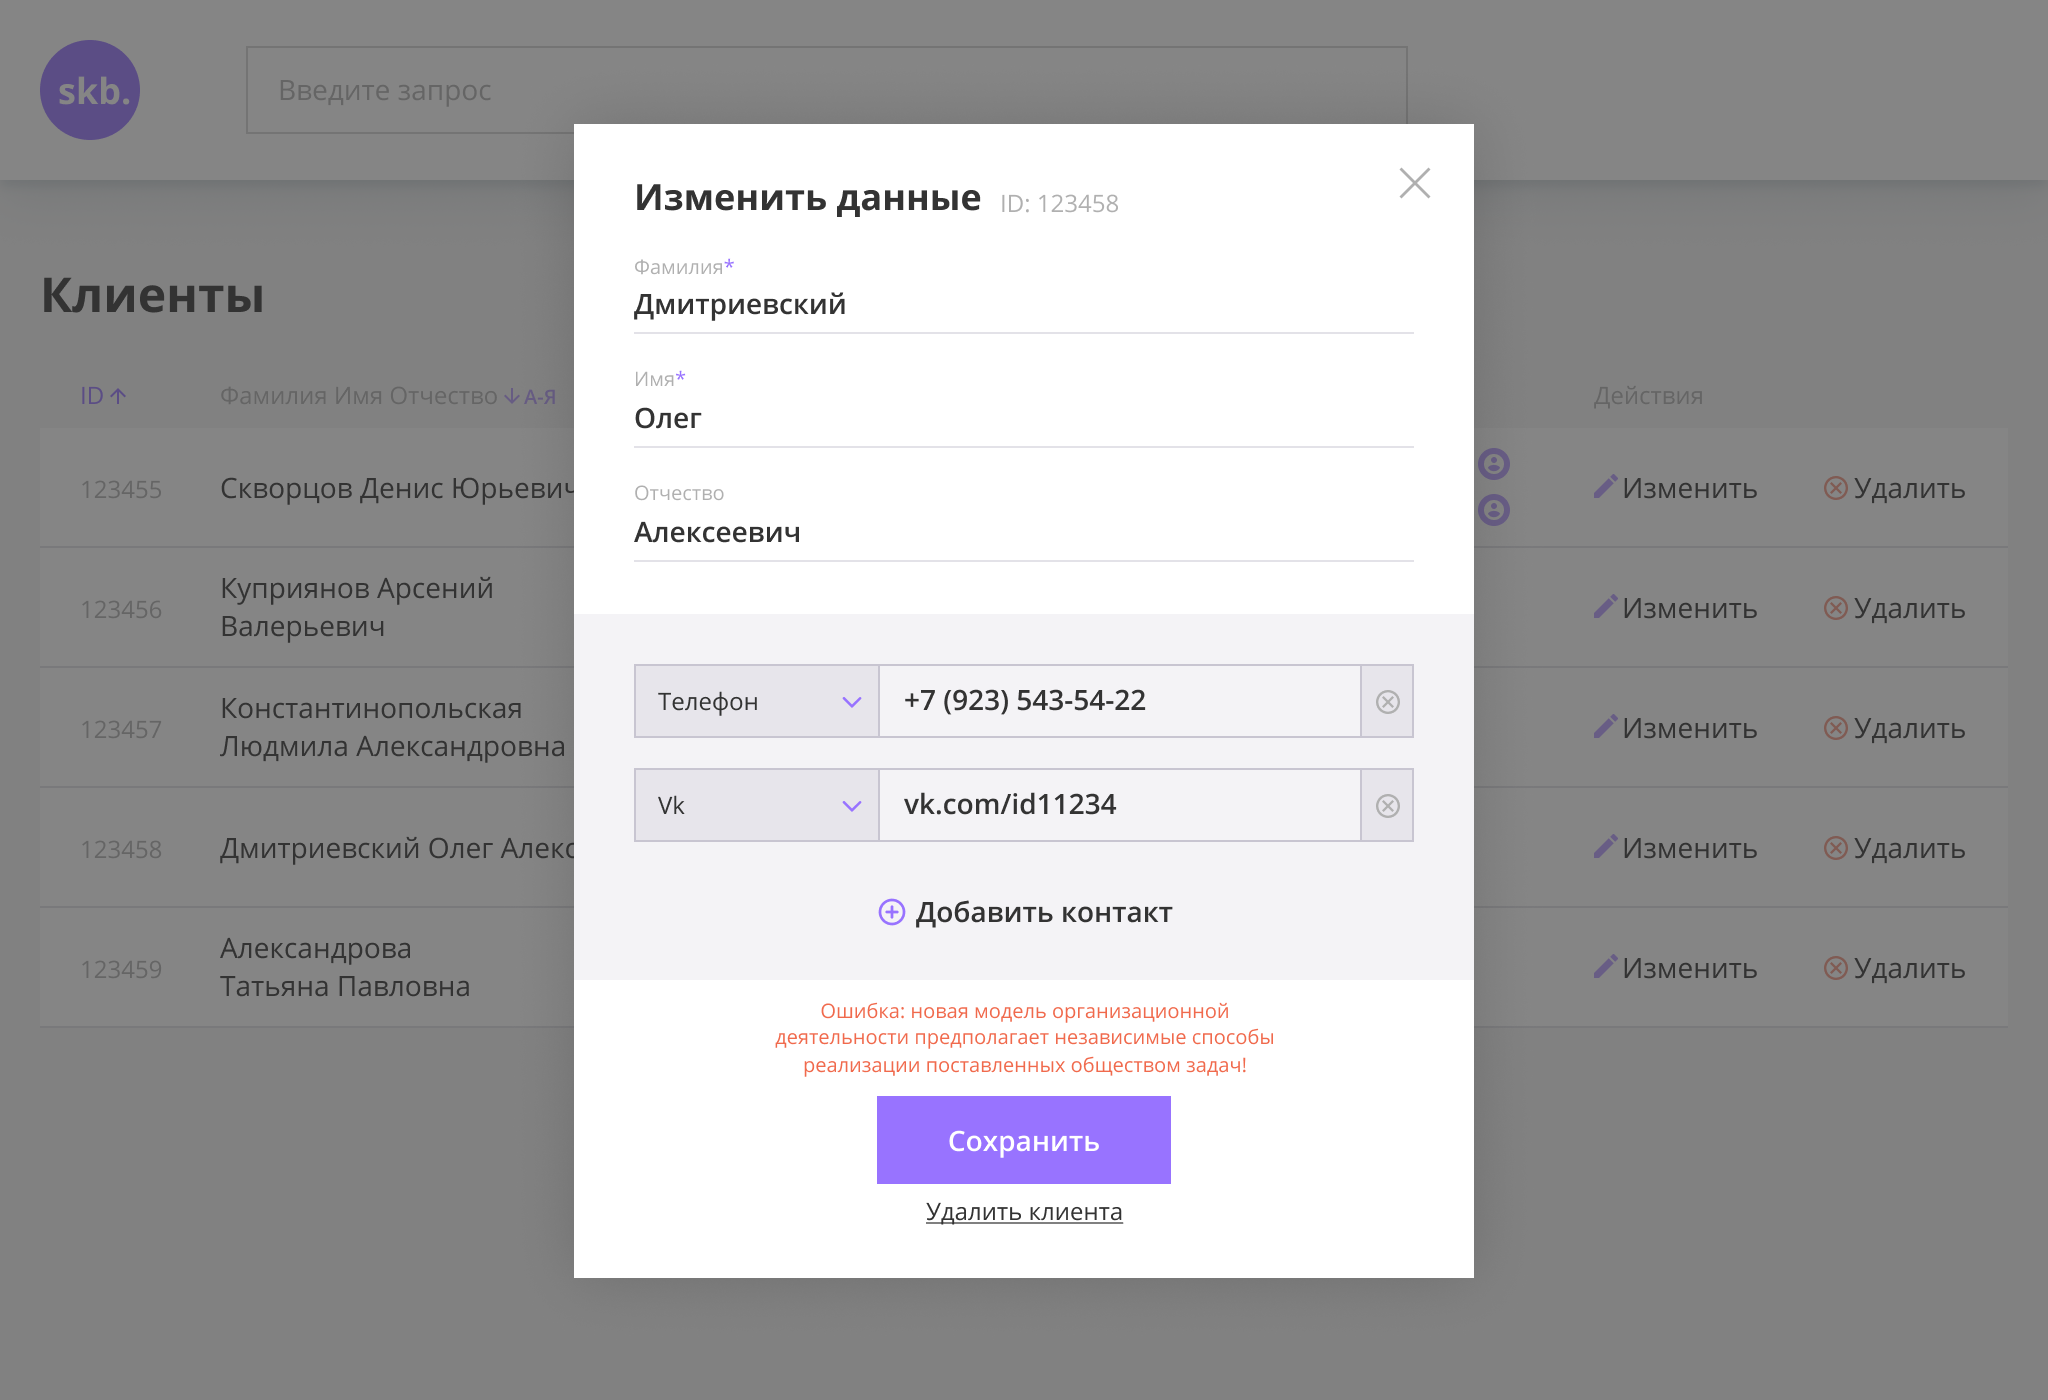 skb.
Введите запрос
Клиенты
ID Фамилия Имя Отчество А-Я Действия
123455 Скворцов Денис Юрьевич Изменить Удалить
123456 Куприянов Арсений
Валерьевич Изменить Удалить
123457 Константинопольская
Людмила Александровна Изменить Удалить
123458 Дмитриевский Олег Алекс Изменить Удалить
123459 Александрова
Татьяна Павловна Изменить Удалить
Изменить данные ID: 123458
Фамилия*
Дмитриевский
Имя*
Олег
Отчество
Алексеевич
Телефон +7 (923) 543-54-22
Vk vk.com/id11234
Добавить контакт
Ошибка: новая модель организационной
деятельности предполагает независимые способы
реализации поставленных обществом задач!
Сохранить
Удалить клиента